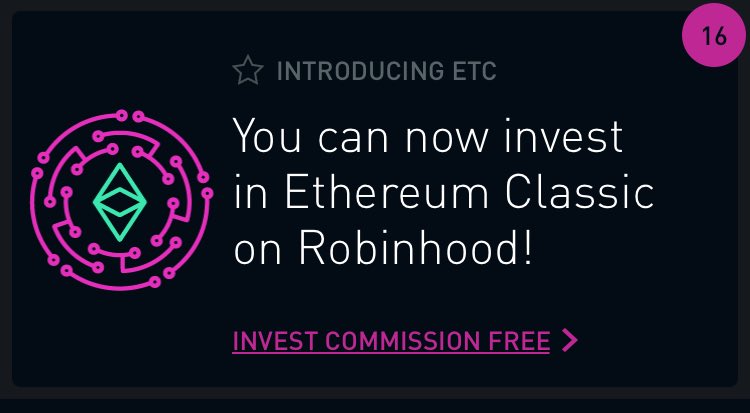 16
INTRODUCING ETC
You can now invest
in Ethereum Classic
on Robinhood!
INVEST COMMISSION FREE